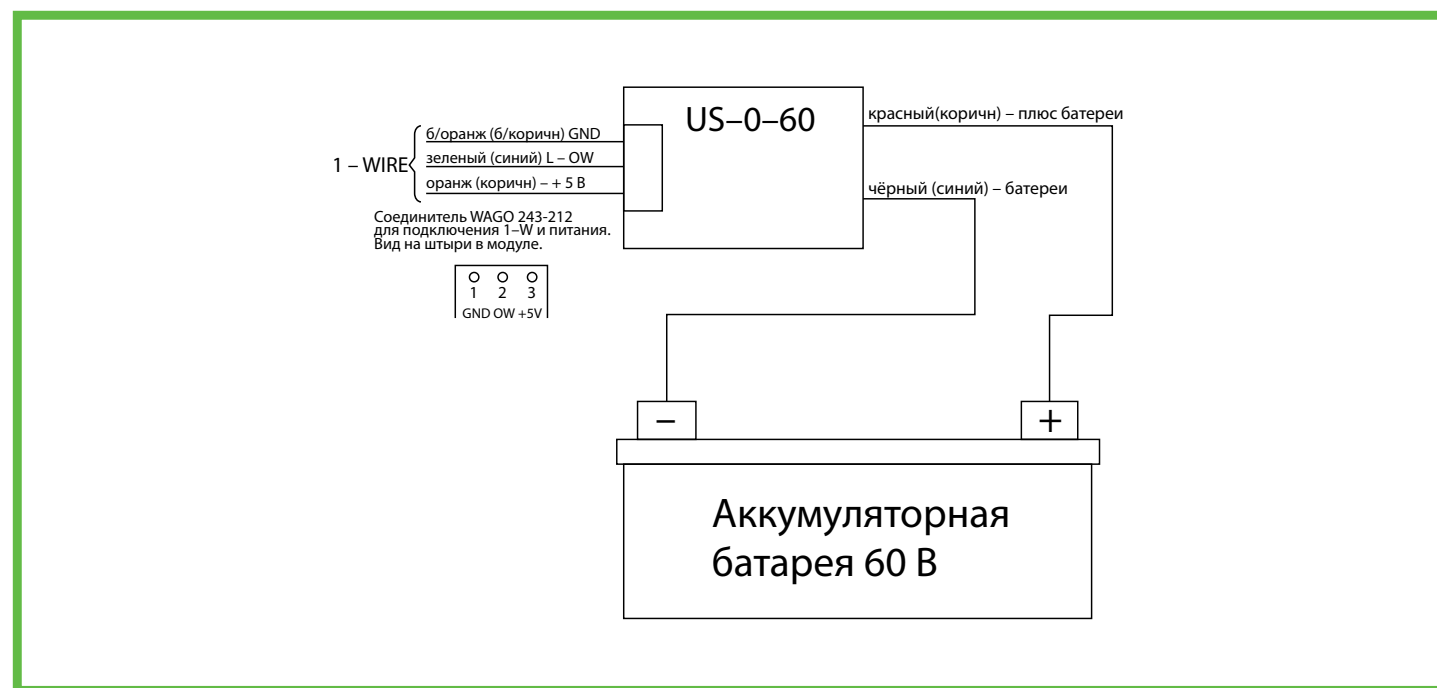 US–0–60
красный(коричн) – плюс батареи
б/оранж (б/коричн) GND
зеленый (синий) L – OW
1 – WIRE
оранж (коричн) – + 5 В
чёрный (синий) – батареи
Соединитель WAGO 243-212
для подключения 1–W и питания.
Вид на штыри в модуле.
1 2 3
GND OW +5V
– +
Аккумуляторная
батарея 60 В